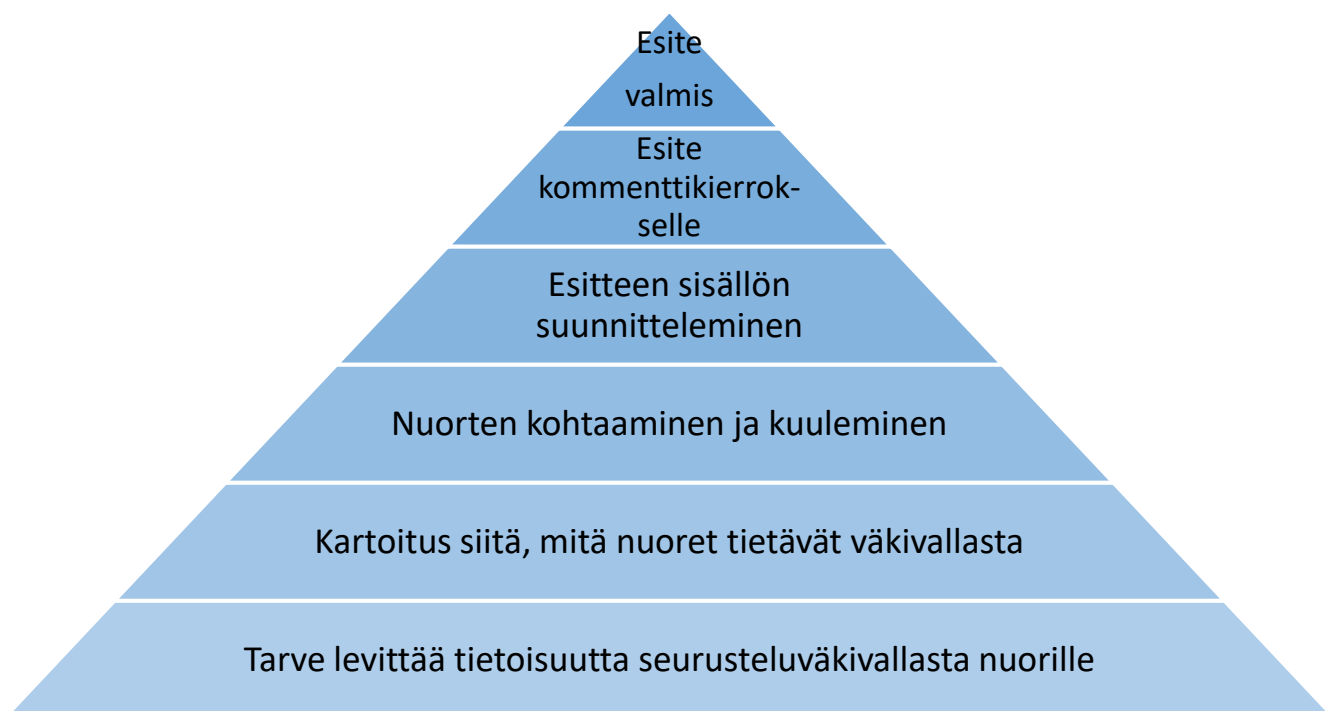 Esite
valmis
Esite
kommenttikierrok-
selle
Esitteen sisällön
suunnitteleminen
Nuorten kohtaaminen ja kuuleminen
Kartoitus siitä, mitä nuoret tietävät väkivallasta
Tarve levittää tietoisuutta seurusteluväkivallasta nuorille